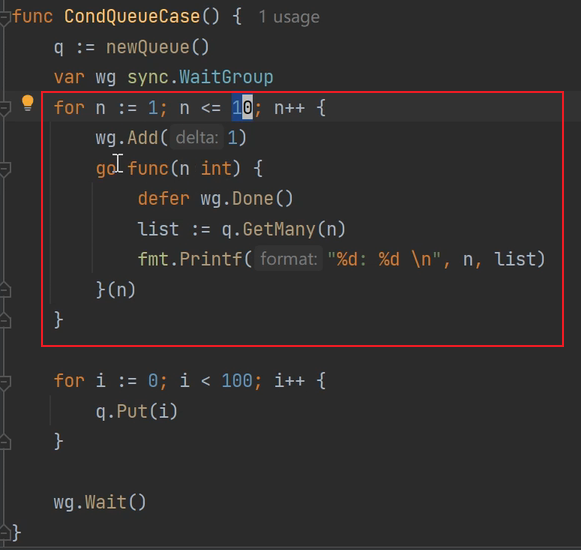 func CondQueueCase() { 1 usage
    q := newQueue()
    var wg sync.WaitGroup
    for n := 1; n <= 10; n++ {
        wg.Add( delta: 1)
        go func(n int) {
            defer wg.Done()
            list := q.GetMany(n)
            fmt.Printf( format: "%d: %d \n", n, list)
        }(n)
    }
    for i := 0; i < 100; i++ {
        q.Put(i)
    }
    wg.Wait()
}